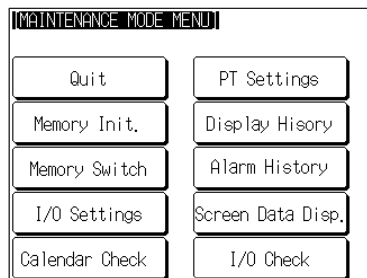 [MAINTENANCE MODE MENU]
Quit
PT Settings
Memory Init.
Display Hisory
Memory Switch
Alarm History
I/O Settings
Screen Data Disp.
Calendar Check
I/O Check